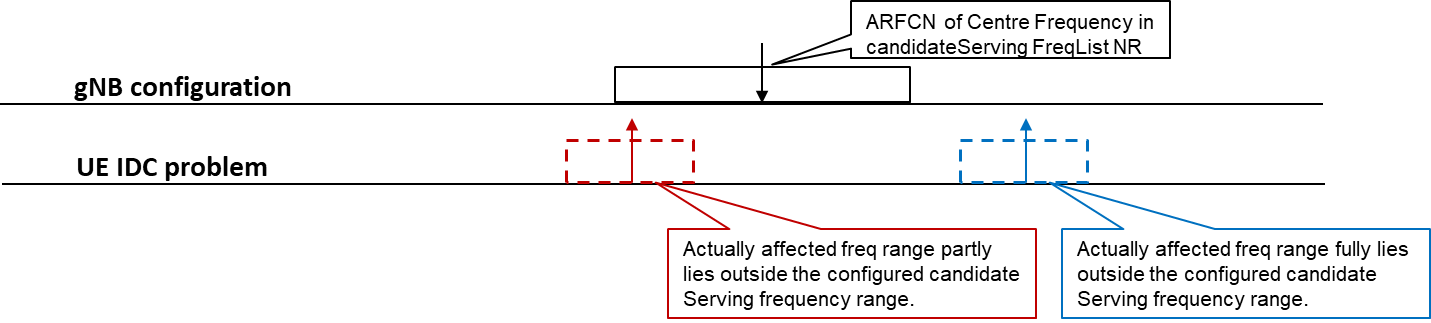 ARFCN of Centre Frequency in
candidateServing FreqList NR
gNB configuration
UE IDC problem
Actually affected freq range partly
lies outside the configured candidate
Serving frequency range.
Actually affected freq range fully lies
outside the configured candidate
Serving frequency range.